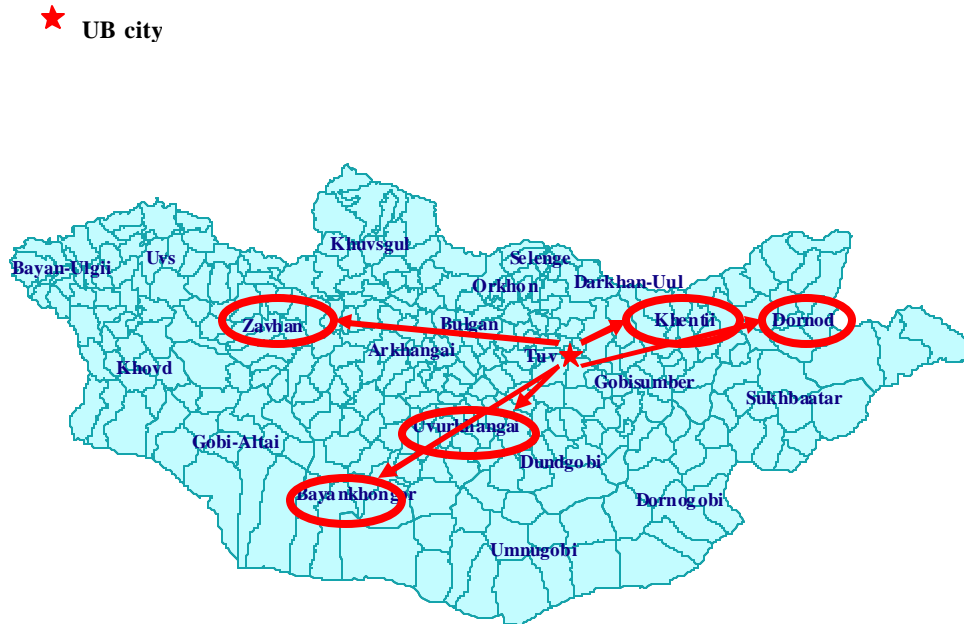 UB city
Khuvsgul
Uvs
Selenge
Bayan-Ulgii
Darkhan-Uul
Orkhon
Zavhan
Bulgan
Khentii
Dornod
Arkhangai
Tuv
Khovd
Gobisumber
Sukhbaatar
Uvurkhangai
Gobi-Altai
Dundgobi
Bayankhongor
Dornogobi
Umnugobi